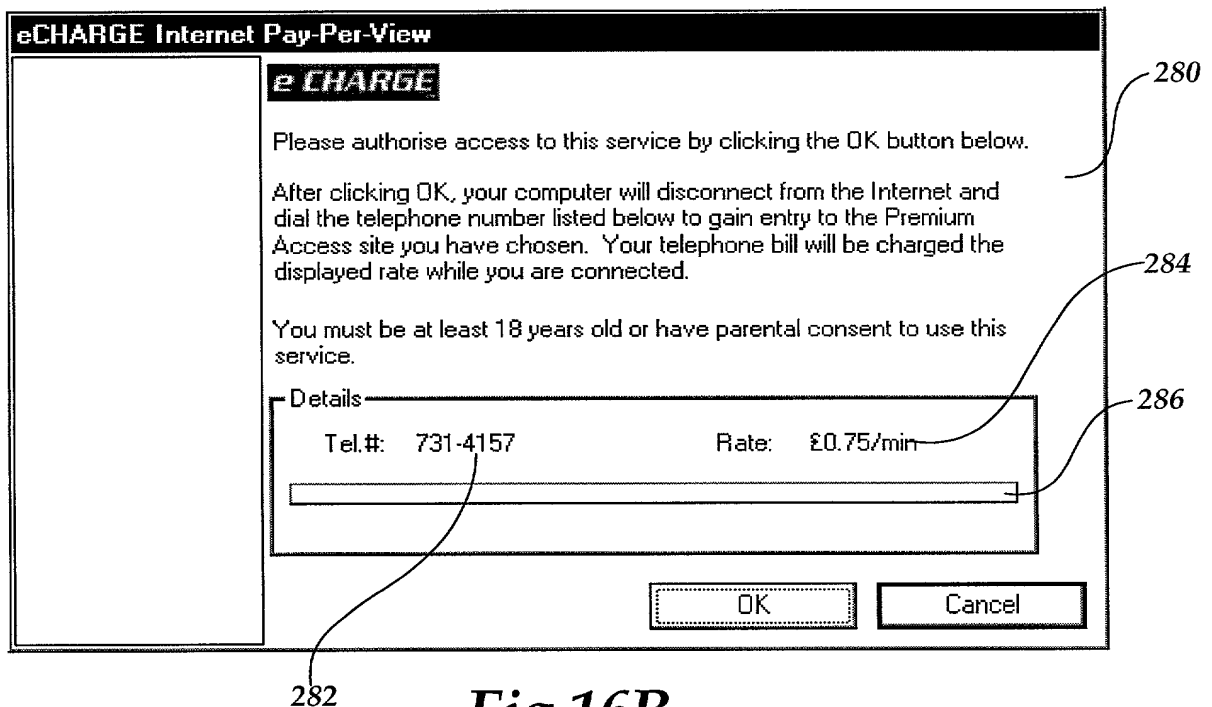 eCHARGE Internet Pay-Per-View
e CHARGE
280
Please authorise access to this service by clicking the OK button below.
After clicking OK, your computer will disconnect from the Internet and
dial the telephone number listed below to gain entry to the Premium
Access site you have chosen. Your telephone bill will be charged the
displayed rate while you are connected.
284
You must be at least 18 years old or have parental consent to use this
service.
Details
286
Tel.#: 731-4157 Rate: £0.75/min
OK Cancel
282
Fig.16B